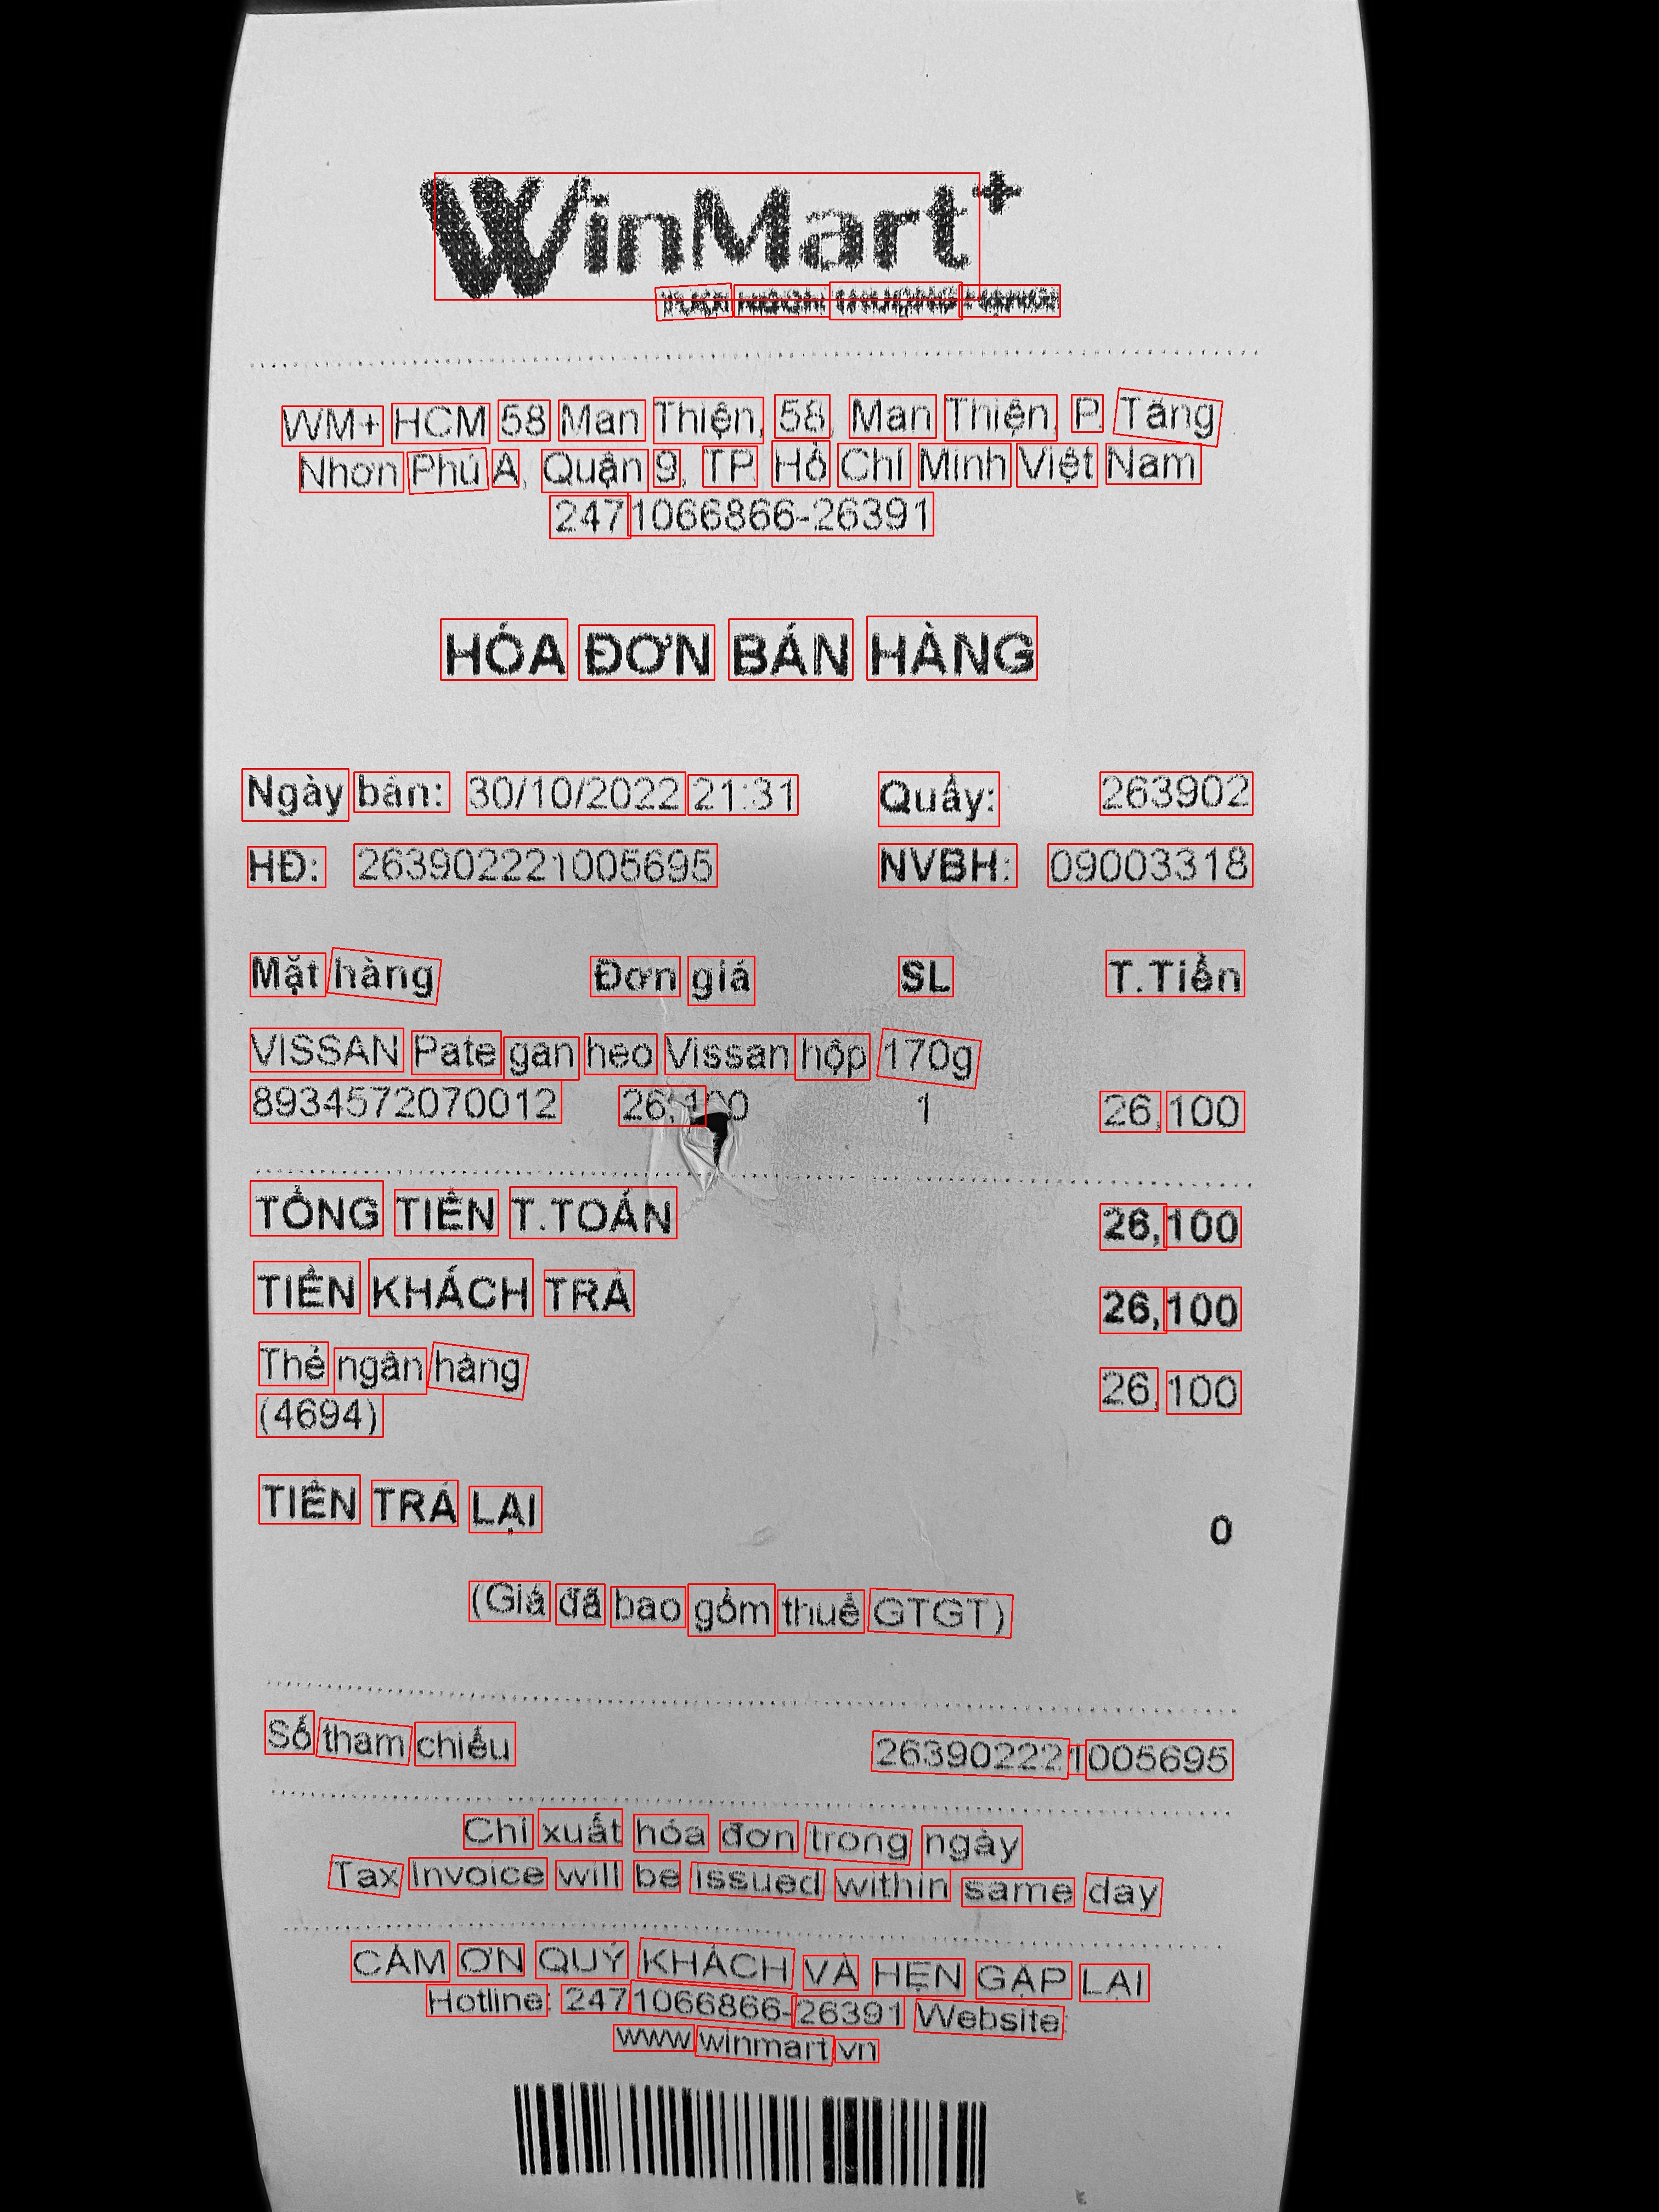 WinMart+
WM+ HCM 58 Man Thiện, 58, Man Thiện, P. Tăng
Nhơn Phú A, Quận 9, TP. Hồ Chí Minh Việt Nam
2471066866-26391
HÓA ĐƠN BÁN HÀNG
Ngày bán: 30/10/2022 21:31 Quầy: 263902
HĐ: 263902221005695 NVBH: 09003318
Mặt hàng Đơn giá SL T.Tiền
VISSAN Pate gan heo Vissan hộp 170g
8934572070012 26,100 1 26,100
TỔNG TIỀN T.TOÁN 26,100
TIỀN KHÁCH TRẢ 26,100
Thẻ ngân hàng 26,100
(4694)
TIỀN TRẢ LẠI 0
(Giá đã bao gồm thuế GTGT)
Số tham chiếu 263902221005695
Chỉ xuất hóa đơn trong ngày
Tax Invoice will be issued within same day
CẢM ƠN QUÝ KHÁCH VÀ HẸN GẶP LẠI
Hotline: 2471066866-26391 Website:
www.winmart.vn